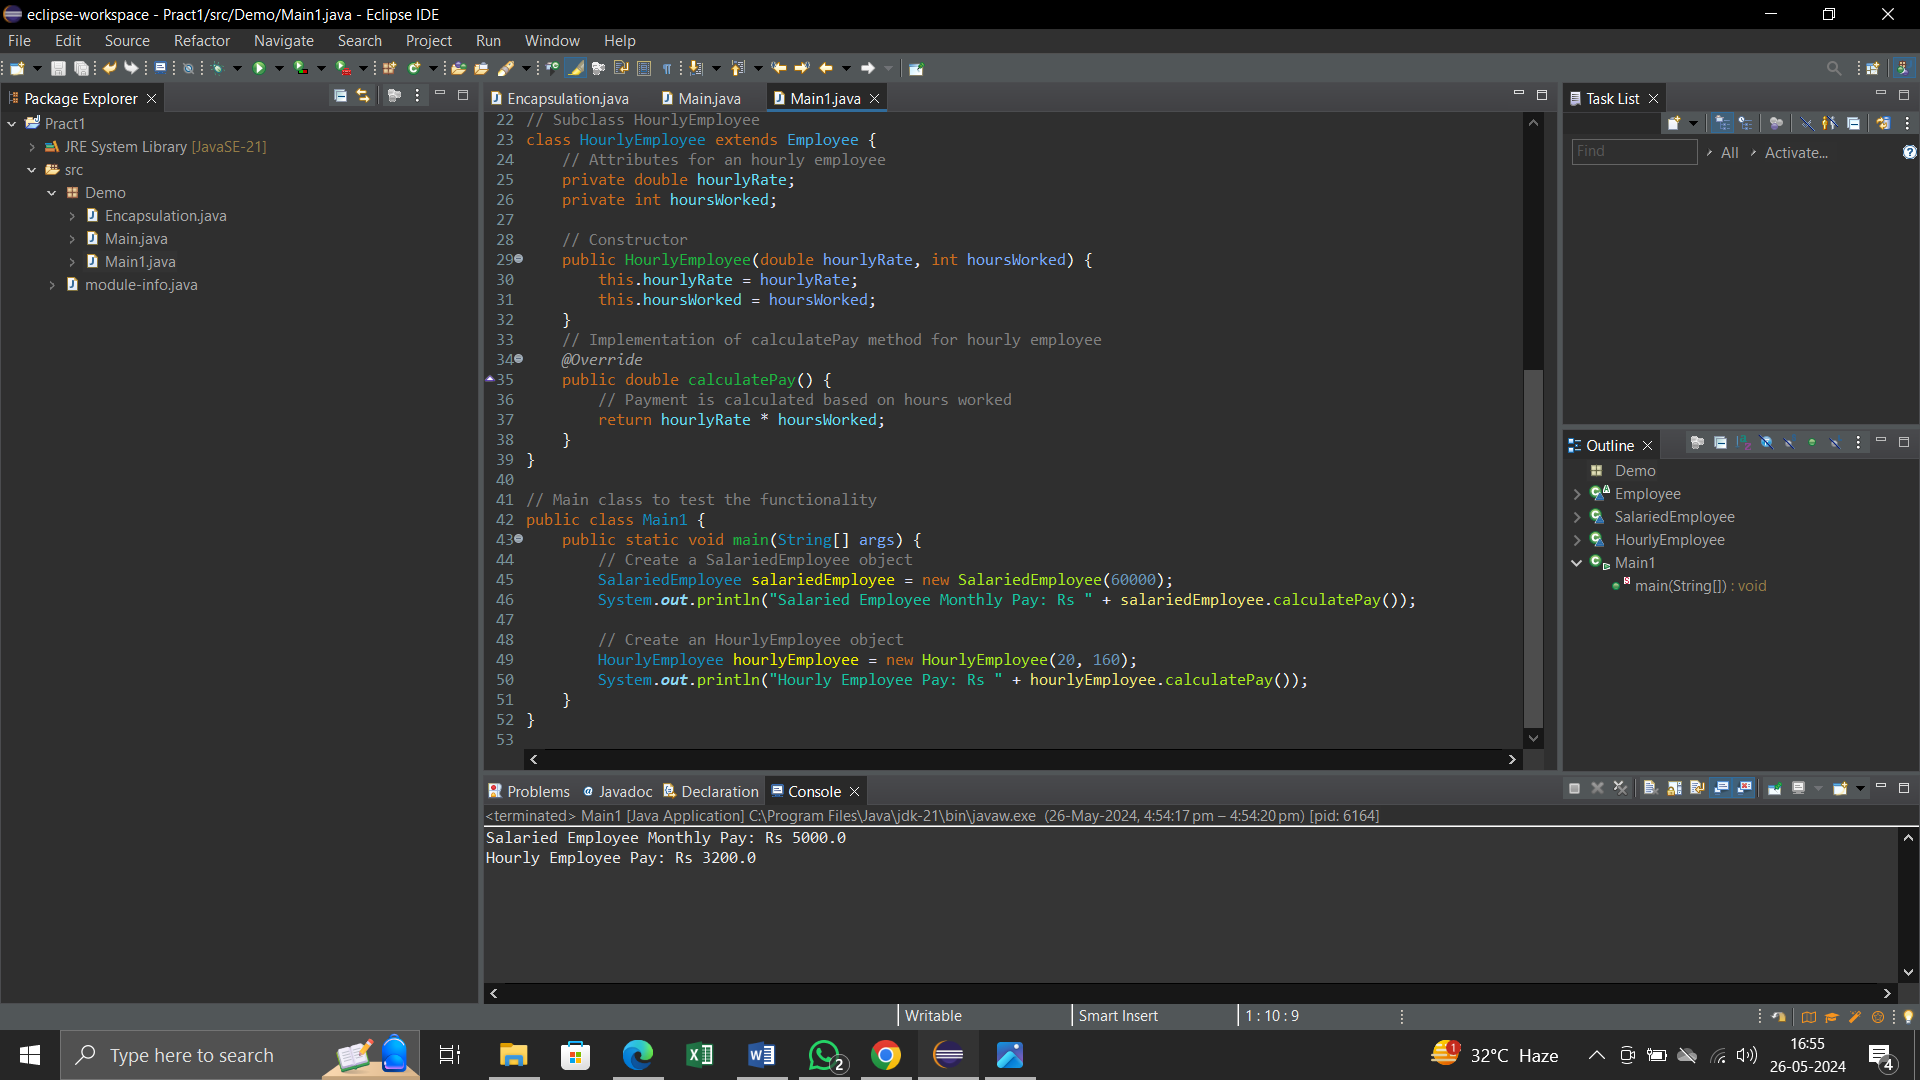 eclipse-workspace - Pract1/src/Demo/Main1.java - Eclipse IDE
File Edit Source Refactor Navigate Search Project Run Window Help
Package Explorer
Pract1
JRE System Library [JavaSE-21]
src
Demo
Encapsulation.java
Main.java
Main1.java
module-info.java
Encapsulation.java Main.java Main1.java
22 // Subclass HourlyEmployee
23 class HourlyEmployee extends Employee {
24     // Attributes for an hourly employee
25     private double hourlyRate;
26     private int hoursWorked;
27
28     // Constructor
29     public HourlyEmployee(double hourlyRate, int hoursWorked) {
30         this.hourlyRate = hourlyRate;
31         this.hoursWorked = hoursWorked;
32     }
33     // Implementation of calculatePay method for hourly employee
34     @Override
35     public double calculatePay() {
36         // Payment is calculated based on hours worked
37         return hourlyRate * hoursWorked;
38     }
39 }
40
41 // Main class to test the functionality
42 public class Main1 {
43     public static void main(String[] args) {
44         // Create a SalariedEmployee object
45         SalariedEmployee salariedEmployee = new SalariedEmployee(60000);
46         System.out.println("Salaried Employee Monthly Pay: Rs " + salariedEmployee.calculatePay());
47
48         // Create an HourlyEmployee object
49         HourlyEmployee hourlyEmployee = new HourlyEmployee(20, 160);
50         System.out.println("Hourly Employee Pay: Rs " + hourlyEmployee.calculatePay());
51     }
52 }
53
Task List
Find All Activate...
Outline
Demo
Employee
SalariedEmployee
HourlyEmployee
Main1
main(String[]) : void
Problems Javadoc Declaration Console
<terminated> Main1 [Java Application] C:\Program Files\Java\jdk-21\bin\javaw.exe (26-May-2024, 4:54:17 pm – 4:54:20 pm) [pid: 6164]
Salaried Employee Monthly Pay: Rs 5000.0
Hourly Employee Pay: Rs 3200.0
Writable Smart Insert 1 : 10 : 9
Type here to search
2
1
32°C Haze
16:55
26-05-2024
4